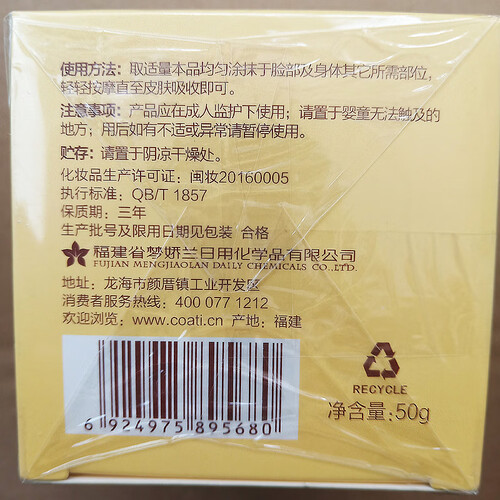 使用方法：取适量本品均匀涂抹于脸部及身体其它所需部位，
轻轻按摩直至皮肤吸收即可。
注意事项：产品应在成人监护下使用；请置于婴童无法触及的
地方；用后如有不适或异常请暂停使用。
贮存：请置于阴凉干燥处。
化妆品生产许可证：闽妆20160005
执行标准：QB/T 1857
保质期：三年
生产批号及限用日期见包装 合格
福建省梦娇兰日用化学品有限公司
FUJIAN MENGJIAOLAN DAILY CHEMICALS CO.,LTD.
地址：龙海市颜厝镇工业开发区
消费者服务热线：400 077 1212
欢迎浏览：www.coati.cn 产地：福建
6 924975 895680
RECYCLE
净含量：50g